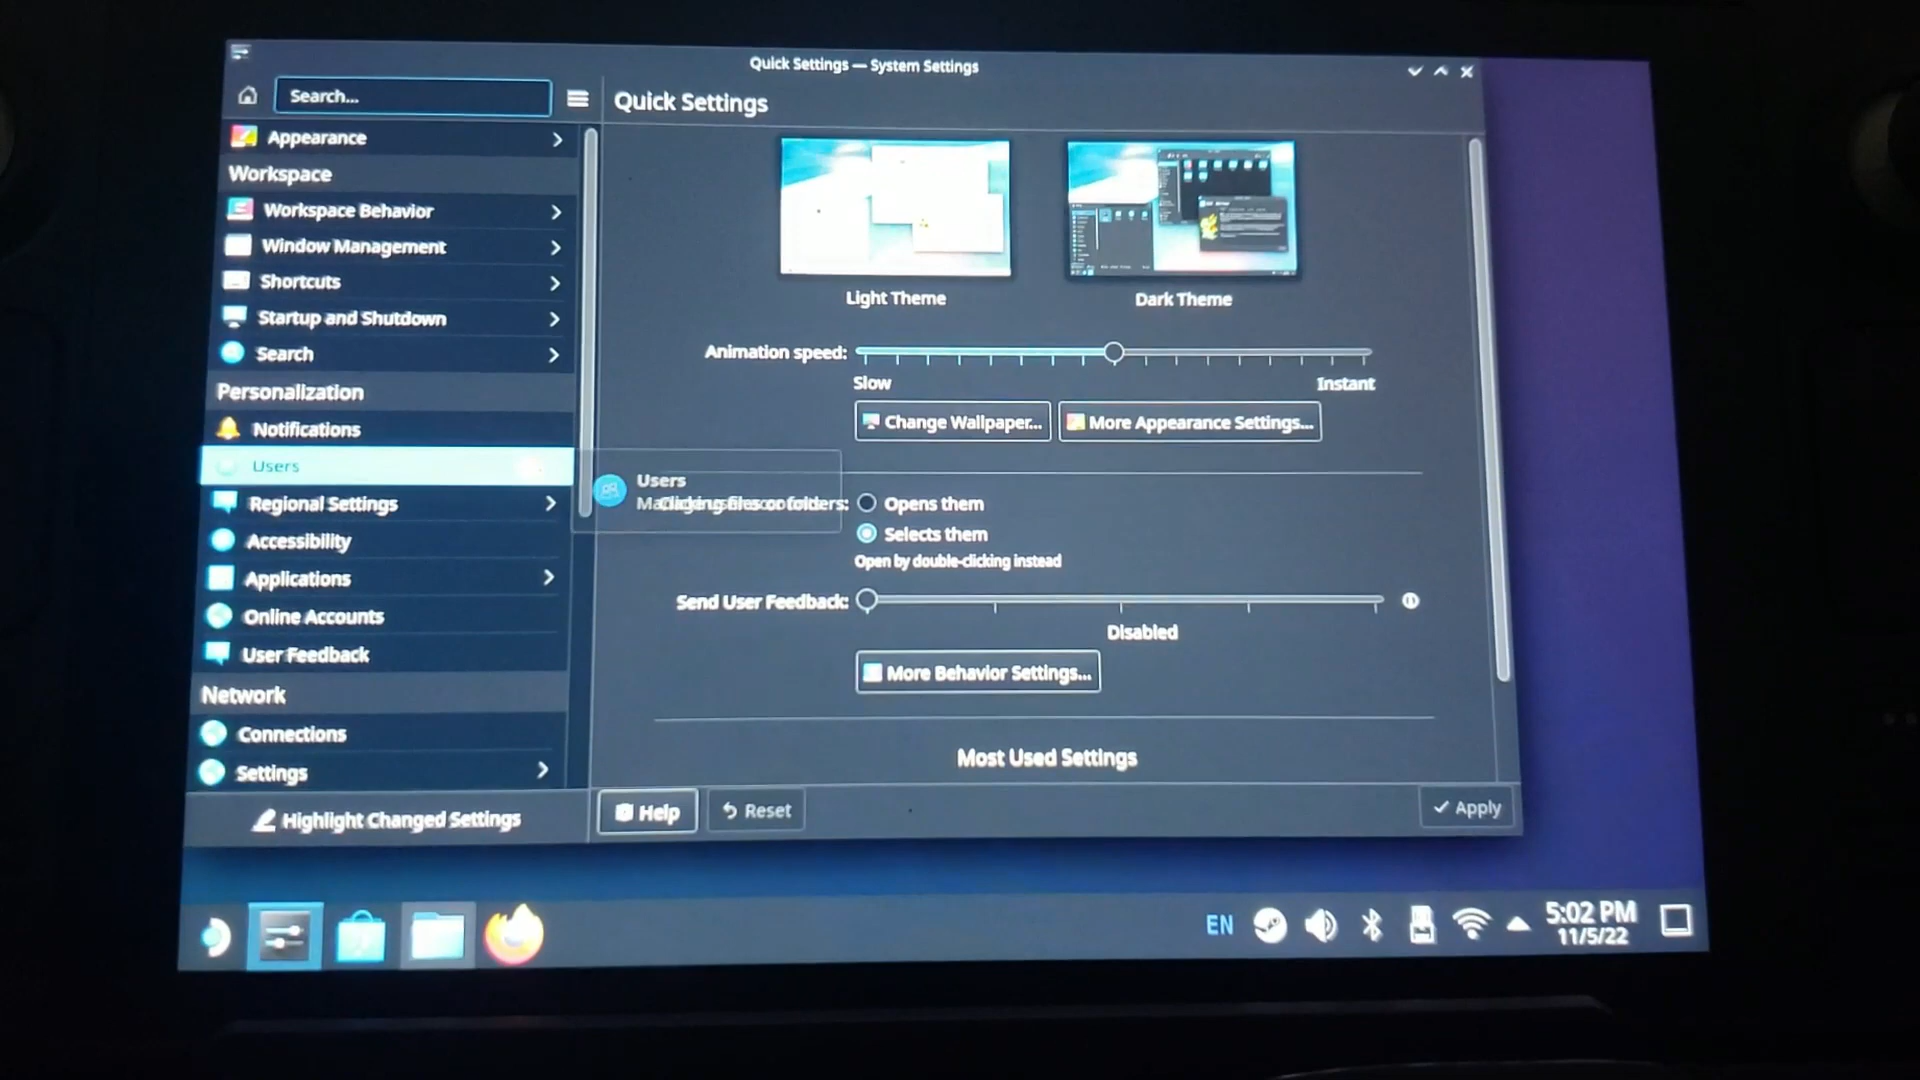 Quick Settings — System Settings
Search...
Quick Settings
Appearance
Workspace
Workspace Behavior
Window Management
Shortcuts
Startup and Shutdown
Search
Personalization
Notifications
Users
Regional Settings
Accessibility
Applications
Online Accounts
User Feedback
Network
Connections
Settings
Highlight Changed Settings
Light Theme
Dark Theme
Animation speed:
Slow
Instant
Change Wallpaper...
More Appearance Settings...
Users
Clicking files or folders:
Opens them
Selects them
Open by double-clicking instead
Send User Feedback:
Disabled
More Behavior Settings...
Most Used Settings
Help
Reset
Apply
EN
5:02 PM
11/5/22